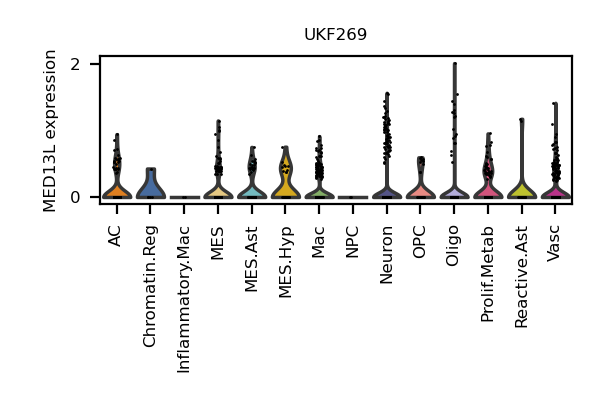 UKF269
MED13L expression
2
0
AC
Chromatin.Reg
Inflammatory.Mac
MES
MES.Ast
MES.Hyp
Mac
NPC
Neuron
OPC
Oligo
Prolif.Metab
Reactive.Ast
Vasc